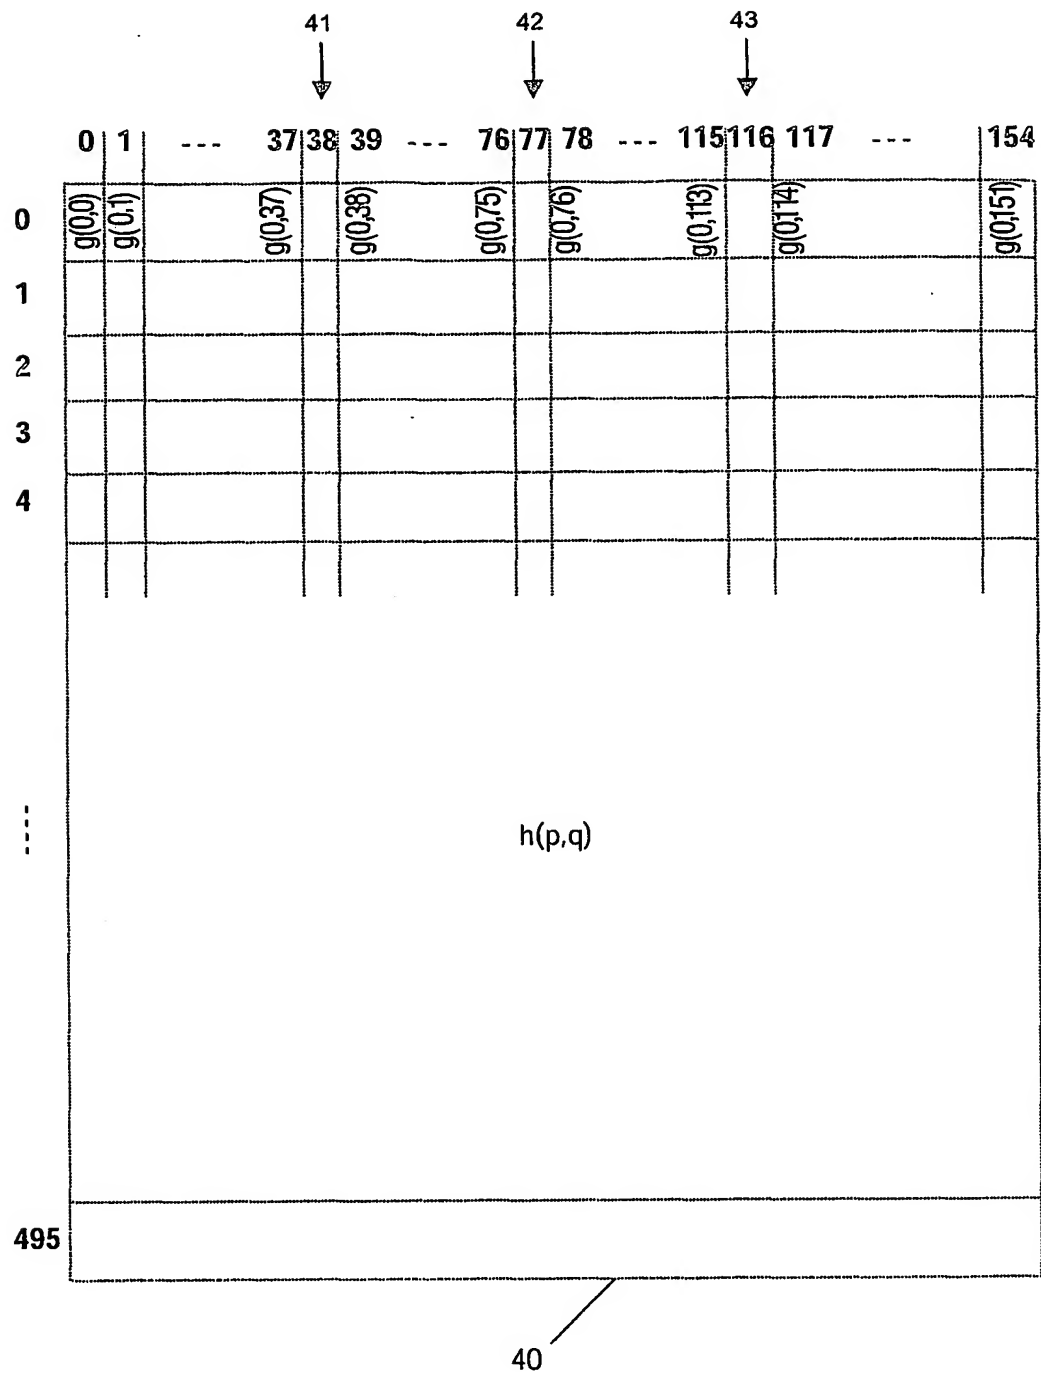 41 42 43
0 1 --- 37 38 39 --- 76 77 78 --- 115 116 117 --- 154
0 g(0,0) g(0,1) g(0,37) g(0,38) g(0,75) g(0,76) g(0,113) g(0,114) g(0,151)
1
2
3
4
h(p,q)
495
40